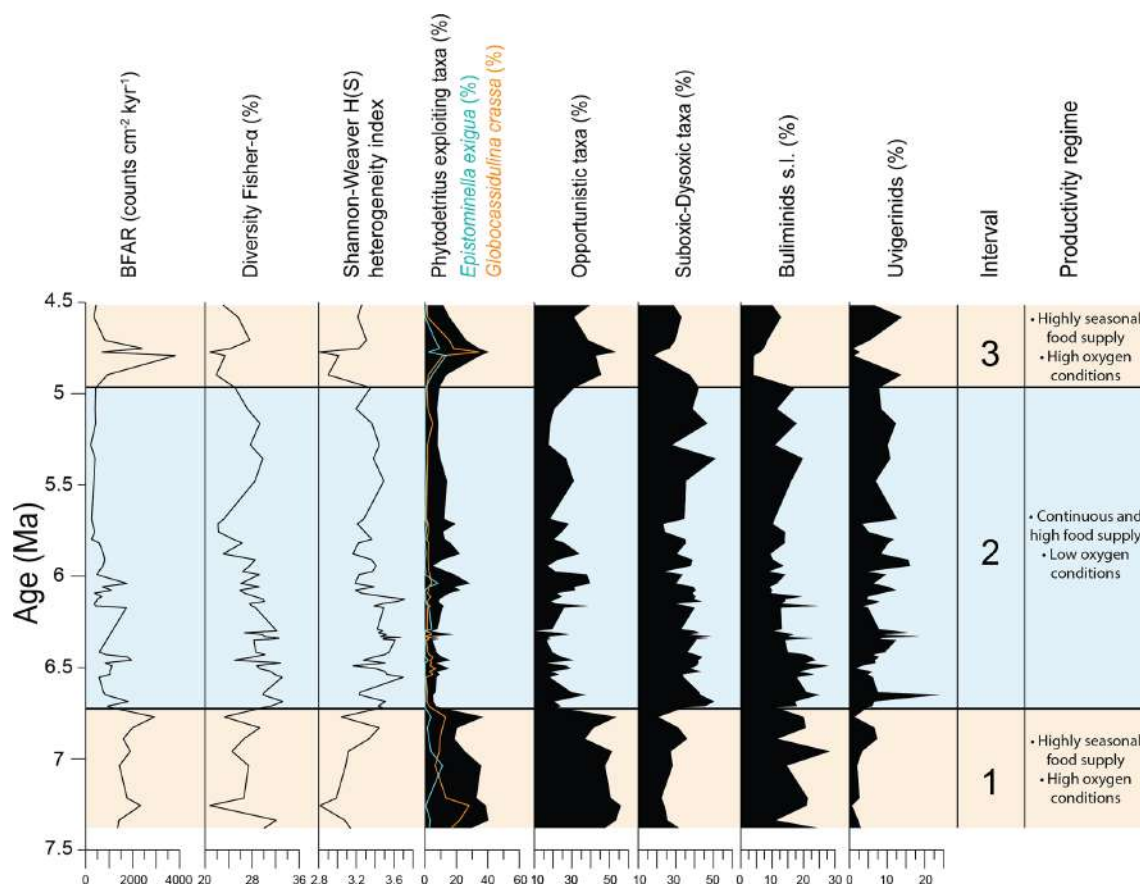 BFAR (counts cm⁻² kyr⁻¹)
Diversity Fisher-α (%)
Shannon-Weaver H(S)
heterogeneity index
Phytodetritus exploiting taxa (%)
Epistominella exigua (%)
Globocassidulina crassa (%)
Opportunistic taxa (%)
Suboxic-Dysoxic taxa (%)
Buliminids s.l. (%)
Uvigerinids (%)
Interval
Productivity regime
Age (Ma)
4.5
5
5.5
6
6.5
7
7.5
3
• Highly seasonal
food supply
• High oxygen
conditions
2
• Continuous and
high food supply
• Low oxygen
conditions
1
• Highly seasonal
food supply
• High oxygen
conditions
0 2000 4000
20 28 36
2.8 3.2 3.6
0 20 40 60
10 30 50
10 30 50
0 10 20 30
0 10 20